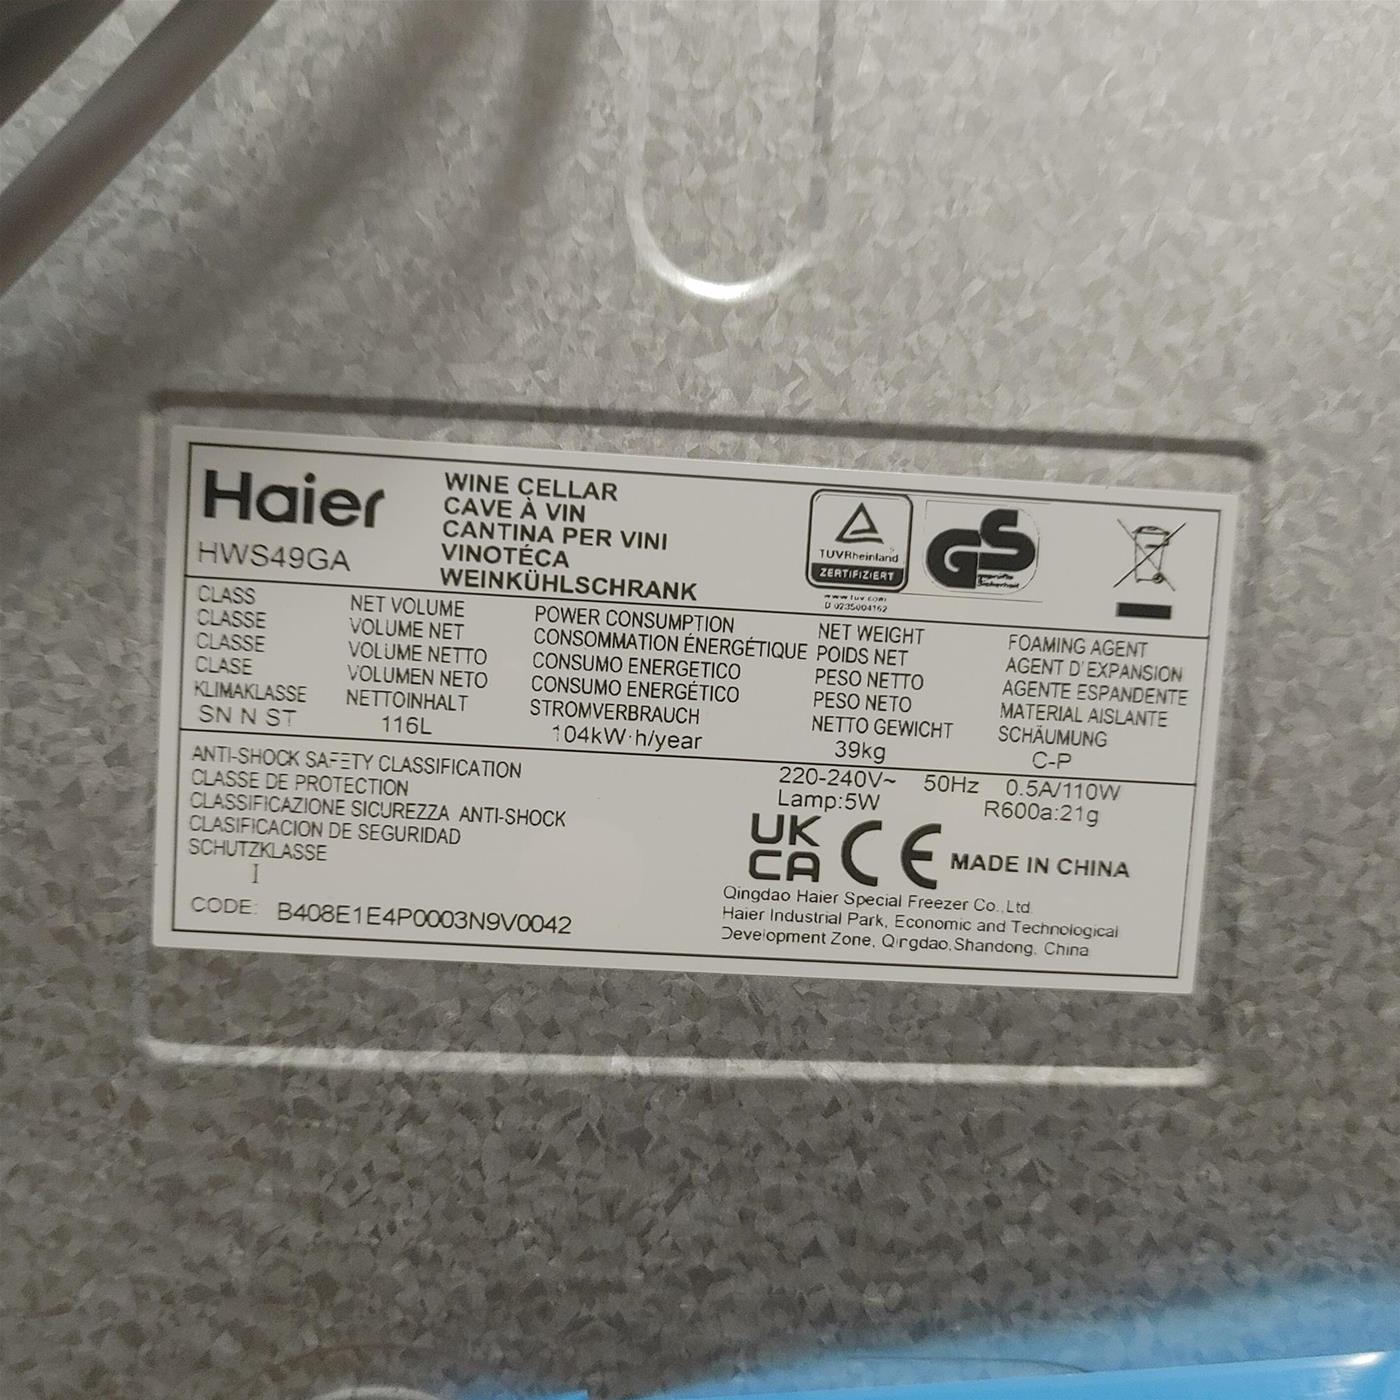 Haier
HWS49GA
WINE CELLAR
CAVE À VIN
CANTINA PER VINI
VINOTÉCA
WEINKÜHLSCHRANK
TÜVRheinland
ZERTIFIZIERT
www.tuv.com
GS
geprüfte
Sicherheit
CLASS
CLASSE
CLASSE
CLASE
KLIMAKLASSE
SN N ST
NET VOLUME
VOLUME NET
VOLUME NETTO
VOLUMEN NETO
NETTOINHALT
116L
POWER CONSUMPTION
CONSOMMATION ÉNERGÉTIQUE
CONSUMO ENERGETICO
CONSUMO ENERGÉTICO
STROMVERBRAUCH
104kW·h/year
NET WEIGHT
POIDS NET
PESO NETTO
PESO NETO
NETTO GEWICHT
39kg
FOAMING AGENT
AGENT D'EXPANSION
AGENTE ESPANDENTE
MATERIAL AISLANTE
SCHÄUMUNG
C-P
ANTI-SHOCK SAFETY CLASSIFICATION
CLASSE DE PROTECTION
CLASSIFICAZIONE SICUREZZA ANTI-SHOCK
CLASIFICACION DE SEGURIDAD
SCHUTZKLASSE
I
CODE: B408E1E4P0003N9V0042
220-240V~ 50Hz 0.5A/110W
Lamp:5W R600a:21g
UK
CA CE MADE IN CHINA
Qingdao Haier Special Freezer Co.,Ltd.
Haier Industrial Park, Economic and Technological
Development Zone, Qingdao,Shandong, China